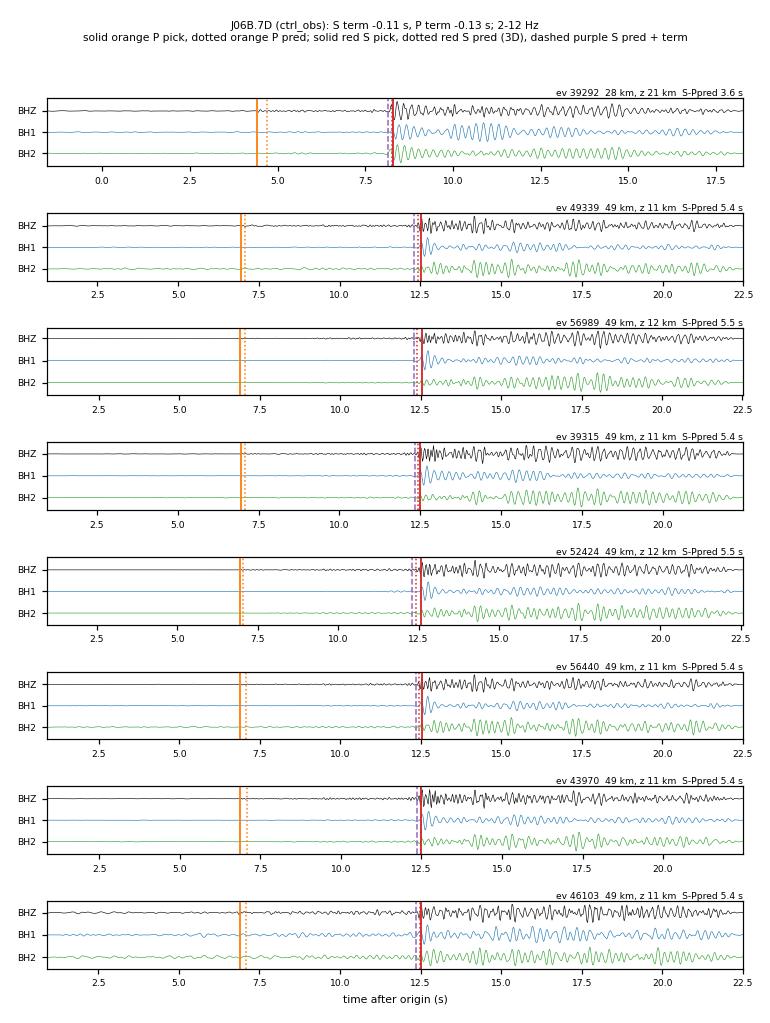 J06B.7D (ctrl_obs): S term -0.11 s, P term -0.13 s; 2-12 Hz
solid orange P pick, dotted orange P pred; solid red S pick, dotted red S pred (3D), dashed purple S pred + term
ev 39292 28 km, z 21 km S-Ppred 3.6 s
BHZ
BH1
BH2
0.0 2.5 5.0 7.5 10.0 12.5 15.0 17.5
ev 49339 49 km, z 11 km S-Ppred 5.4 s
BHZ
BH1
BH2
2.5 5.0 7.5 10.0 12.5 15.0 17.5 20.0 22.5
ev 56989 49 km, z 12 km S-Ppred 5.5 s
BHZ
BH1
BH2
2.5 5.0 7.5 10.0 12.5 15.0 17.5 20.0 22.5
ev 39315 49 km, z 11 km S-Ppred 5.4 s
BHZ
BH1
BH2
2.5 5.0 7.5 10.0 12.5 15.0 17.5 20.0
ev 52424 49 km, z 12 km S-Ppred 5.5 s
BHZ
BH1
BH2
2.5 5.0 7.5 10.0 12.5 15.0 17.5 20.0 22.5
ev 56440 49 km, z 11 km S-Ppred 5.4 s
BHZ
BH1
BH2
2.5 5.0 7.5 10.0 12.5 15.0 17.5 20.0 22.5
ev 43970 49 km, z 11 km S-Ppred 5.4 s
BHZ
BH1
BH2
2.5 5.0 7.5 10.0 12.5 15.0 17.5 20.0
ev 46103 49 km, z 11 km S-Ppred 5.4 s
BHZ
BH1
BH2
2.5 5.0 7.5 10.0 12.5 15.0 17.5 20.0 22.5
time after origin (s)